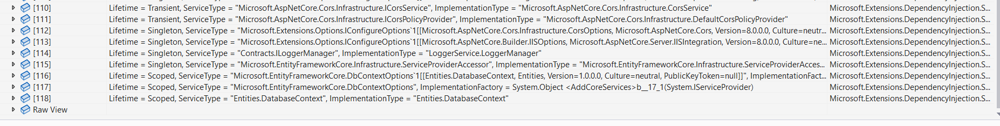 [110] Lifetime = Transient, ServiceType = "Microsoft.AspNetCore.Cors.Infrastructure.ICorsService", ImplementationType = "Microsoft.AspNetCore.Cors.Infrastructure.CorsService" Microsoft.Extensions.DependencyInjection.S...
[111] Lifetime = Transient, ServiceType = "Microsoft.AspNetCore.Cors.Infrastructure.ICorsPolicyProvider", ImplementationType = "Microsoft.AspNetCore.Cors.Infrastructure.DefaultCorsPolicyProvider" Microsoft.Extensions.DependencyInjection.S...
[112] Lifetime = Singleton, ServiceType = "Microsoft.Extensions.Options.IConfigureOptions`1[[Microsoft.AspNetCore.Cors.Infrastructure.CorsOptions, Microsoft.AspNetCore.Cors, Version=8.0.0.0, Culture=neutr... Microsoft.Extensions.DependencyInjection.S...
[113] Lifetime = Singleton, ServiceType = "Microsoft.Extensions.Options.IConfigureOptions`1[[Microsoft.AspNetCore.Builder.IISOptions, Microsoft.AspNetCore.Server.IISIntegration, Version=8.0.0.0, Culture=ne... Microsoft.Extensions.DependencyInjection.S...
[114] Lifetime = Singleton, ServiceType = "Contracts.ILoggerManager", ImplementationType = "LoggerService.LoggerManager" Microsoft.Extensions.DependencyInjection.S...
[115] Lifetime = Singleton, ServiceType = "Microsoft.EntityFrameworkCore.Infrastructure.ServiceProviderAccessor", ImplementationType = "Microsoft.EntityFrameworkCore.Infrastructure.ServiceProviderAcces... Microsoft.Extensions.DependencyInjection.S...
[116] Lifetime = Scoped, ServiceType = "Microsoft.EntityFrameworkCore.DbContextOptions`1[[Entities.DatabaseContext, Entities, Version=1.0.0.0, Culture=neutral, PublicKeyToken=null]]", ImplementationFact... Microsoft.Extensions.DependencyInjection.S...
[117] Lifetime = Scoped, ServiceType = "Microsoft.EntityFrameworkCore.DbContextOptions", ImplementationFactory = System.Object <AddCoreServices>b__17_1(System.IServiceProvider) Microsoft.Extensions.DependencyInjection.S...
[118] Lifetime = Scoped, ServiceType = "Entities.DatabaseContext", ImplementationType = "Entities.DatabaseContext" Microsoft.Extensions.DependencyInjection.S...
Raw View